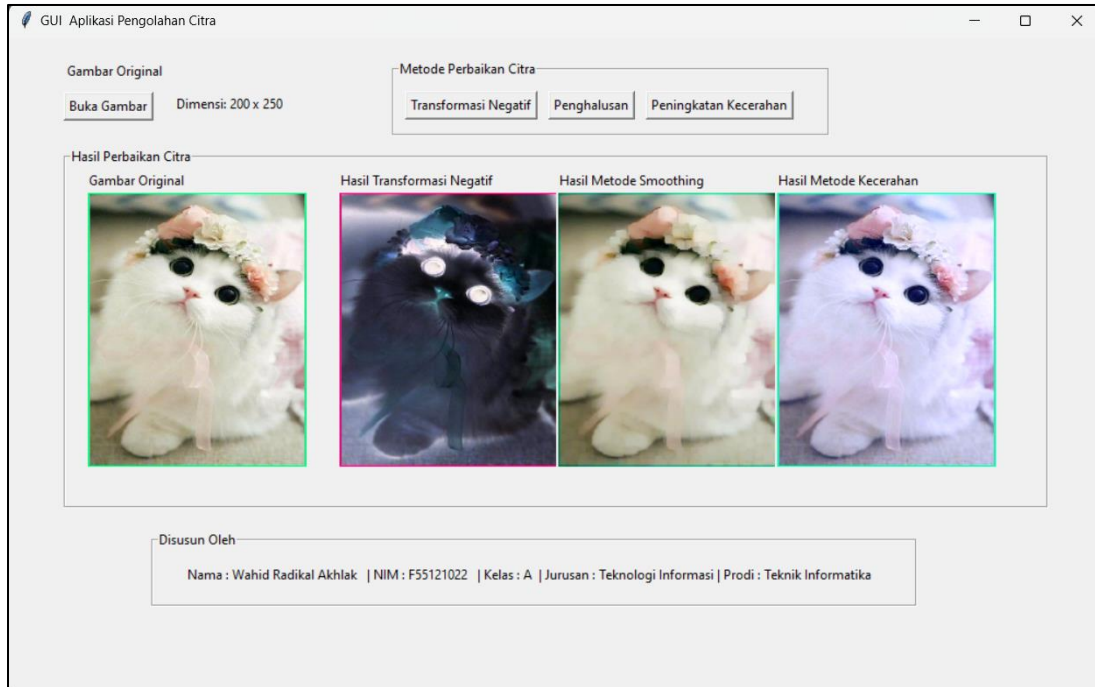 GUI  Aplikasi Pengolahan Citra
Gambar Original
Metode Perbaikan Citra
Buka Gambar
Dimensi: 200 x 250
Transformasi Negatif
Penghalusan
Peningkatan Kecerahan
Hasil Perbaikan Citra
Gambar Original
Hasil Transformasi Negatif
Hasil Metode Smoothing
Hasil Metode Kecerahan
Disusun Oleh
Nama : Wahid Radikal Akhlak  | NIM : F55121022  | Kelas : A  | Jurusan : Teknologi Informasi | Prodi : Teknik Informatika